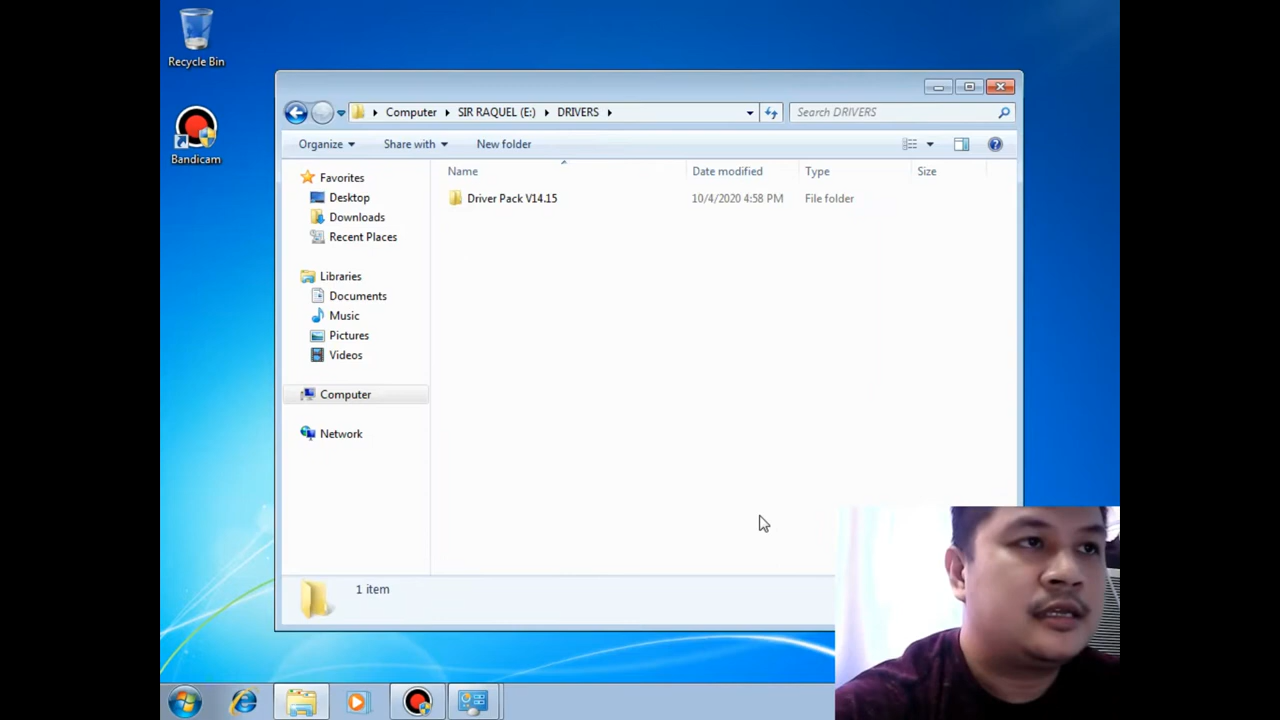 Recycle Bin
Bandicam
Computer SIR RAQUEL (E:) DRIVERS
Search DRIVERS
Organize Share with New folder
Name Date modified Type Size
Driver Pack V14.15 10/4/2020 4:58 PM File folder
Favorites
Desktop
Downloads
Recent Places
Libraries
Documents
Music
Pictures
Videos
Computer
Network
1 item